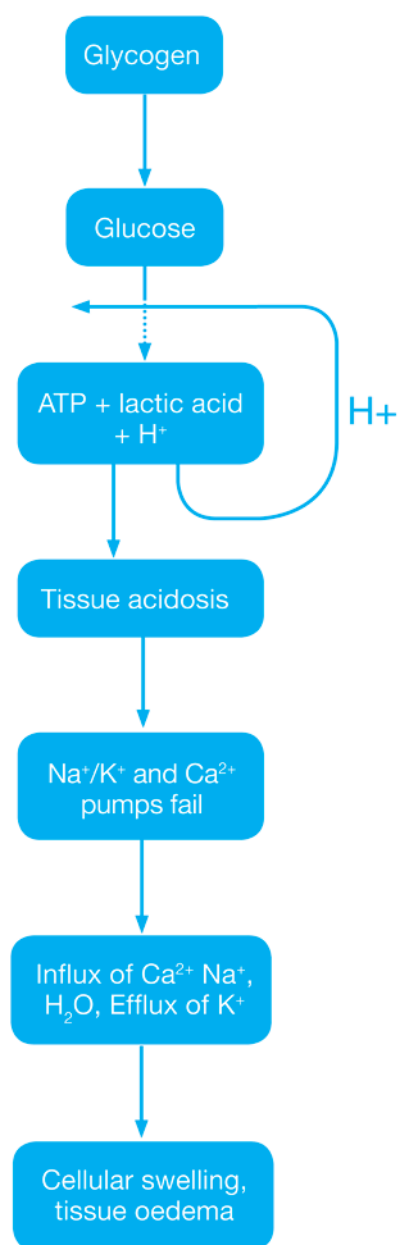 Glycogen
Glucose
ATP + lactic acid
+ H⁺
H+
Tissue acidosis
Na⁺/K⁺ and Ca²⁺
pumps fail
Influx of Ca²⁺ Na⁺,
H₂O, Efflux of K⁺
Cellular swelling,
tissue oedema